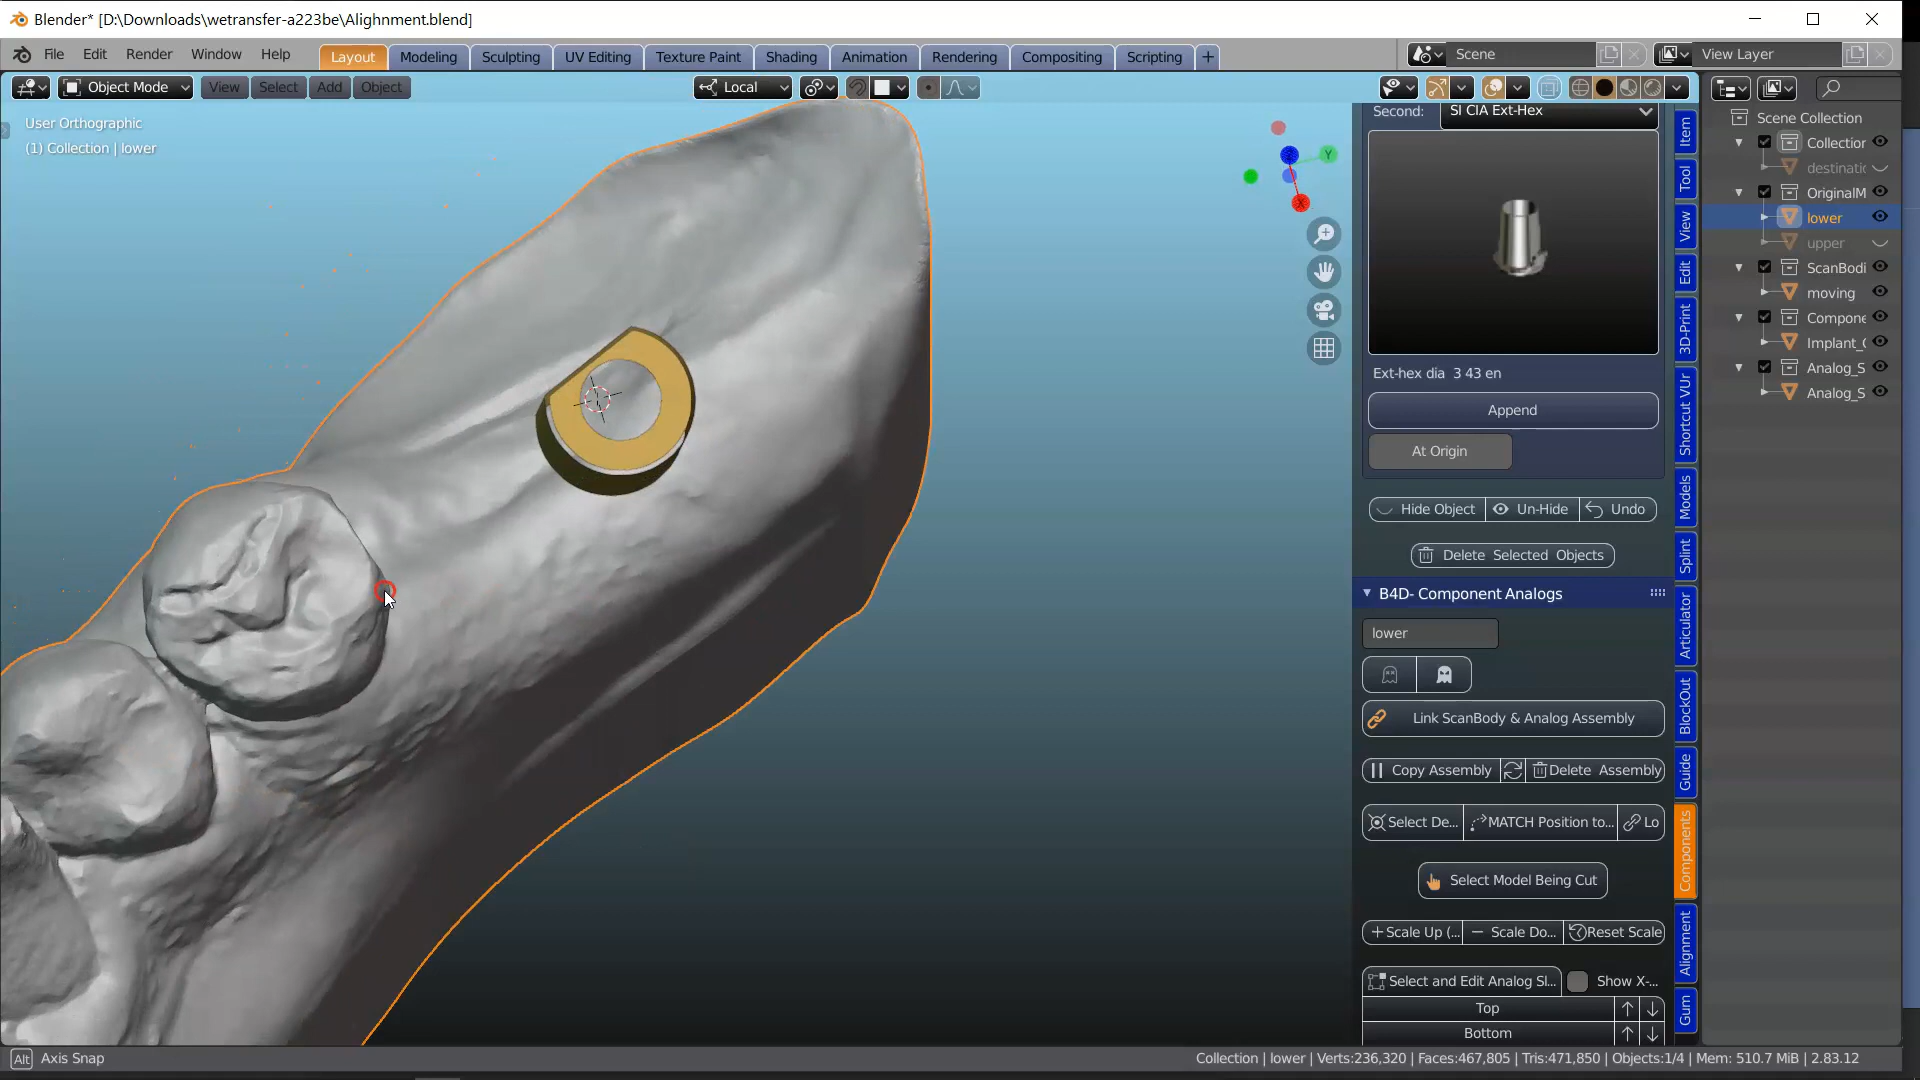 Blender* [D:\Downloads\wetransfer-a223be\Alighnment.blend]
File Edit Render Window Help
Layout Modeling Sculpting UV Editing Texture Paint Shading Animation Rendering Compositing Scripting +
Scene
View Layer
Object Mode View Select Add Object
Local
User Orthographic
(1) Collection | lower
Y
X
Second: SI CIA Ext-Hex
Ext-hex dia 3 43 en
Append
At Origin
Hide Object Un-Hide Undo
Delete Selected Objects
B4D- Component Analogs
lower
Link ScanBody & Analog Assembly
Copy Assembly Delete Assembly
Select De... MATCH Position to... Lo
Select Model Being Cut
Scale Up (... Scale Do... Reset Scale
Select and Edit Analog Sl... Show X-...
Top
Bottom
Item
Tool
View
Edit
3D-Print
Shortcut VUr
Models
Splint
Articulator
BlockOut
Guide
Components
Alignment
Gum
Scene Collection
Collection
destinatic
OriginalM
lower
upper
ScanBodi
moving
Compone
Implant_C
Analog_S
Analog_S
Alt Axis Snap
Collection | lower | Verts:236,320 | Faces:467,805 | Tris:471,850 | Objects:1/4 | Mem: 510.7 MiB | 2.83.12